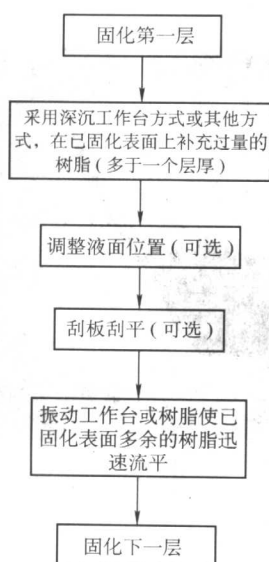 固化第一层
采用深沉工作台方式或其他方
式，在已固化表面上补充过量的
树脂(多于一个层厚)
调整液面位置(可选)
刮板刮平(可选)
振动工作台或树脂使已
固化表面多余的树脂迅
速流平
固化下一层